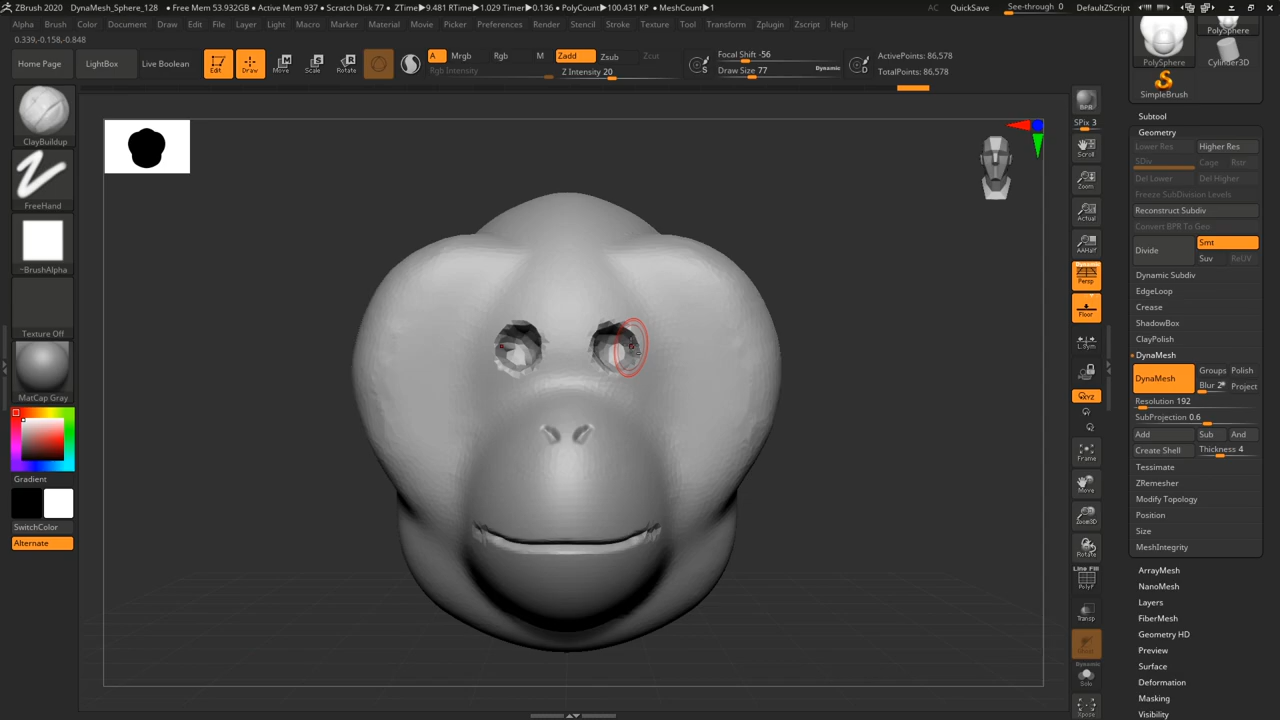 ZBrush 2020 DynaMesh_Sphere_128 • Free Mem 53.932GB • Active Mem 937 • Scratch Disk 77 • ZTime▶9.481 RTime▶1.029 Timer▶0.136 • PolyCount▶100.431 KP • MeshCount▶1 AC QuickSave See-through 0 Menus DefaultZScript
Alpha Brush Color Document Draw Edit File Layer Light Macro Marker Material Movie Picker Preferences Render Stencil Stroke Texture Tool Transform Zplugin Zscript Help
0.339,-0.158,-0.848
Home Page LightBox Live Boolean Edit Draw Move Scale Rotate
A Mrgb Rgb M Zadd Zsub Zcut
Rgb Intensity Z Intensity 20
Focal Shift -56
Draw Size 77 Dynamic
S D
ActivePoints: 86,578
TotalPoints: 86,578
ClayBuildup
FreeHand
~BrushAlpha
Texture Off
MatCap Gray
Gradient
SwitchColor
Alternate
BPR
SPix 3
Scroll
Zoom
Actual
AAHalf
Dynamic
Persp
Floor
L.Sym
XYZ
Frame
Move
Zoom3D
Rotate
Line Fill
PolyF
Transp
Dynamic
Solo
Xpose
PolySphere
PolySphere Cylinder3D
SimpleBrush
Subtool
Geometry
Lower Res Higher Res
SDiv Cage Rstr
Del Lower Del Higher
Freeze SubDivision Levels
Reconstruct Subdiv
Convert BPR To Geo
Divide Smt
Suv ReUV
Dynamic Subdiv
EdgeLoop
Crease
ShadowBox
ClayPolish
DynaMesh
DynaMesh Groups Polish
Blur 2 Project
Resolution 192
SubProjection 0.6
Add Sub And
Create Shell Thickness 4
Tessimate
ZRemesher
Modify Topology
Position
Size
MeshIntegrity
ArrayMesh
NanoMesh
Layers
FiberMesh
Geometry HD
Preview
Surface
Deformation
Masking
Visibility